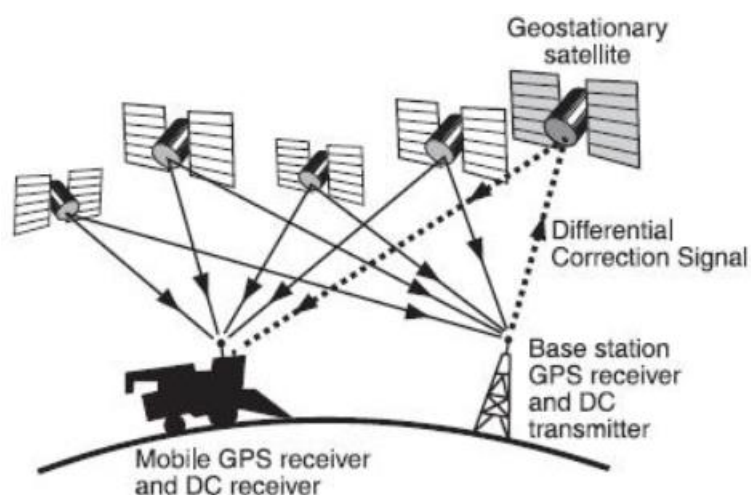 Geostationary
satellite
Differential
Correction Signal
Base station
GPS receiver
and DC
transmitter
Mobile GPS receiver
and DC receiver